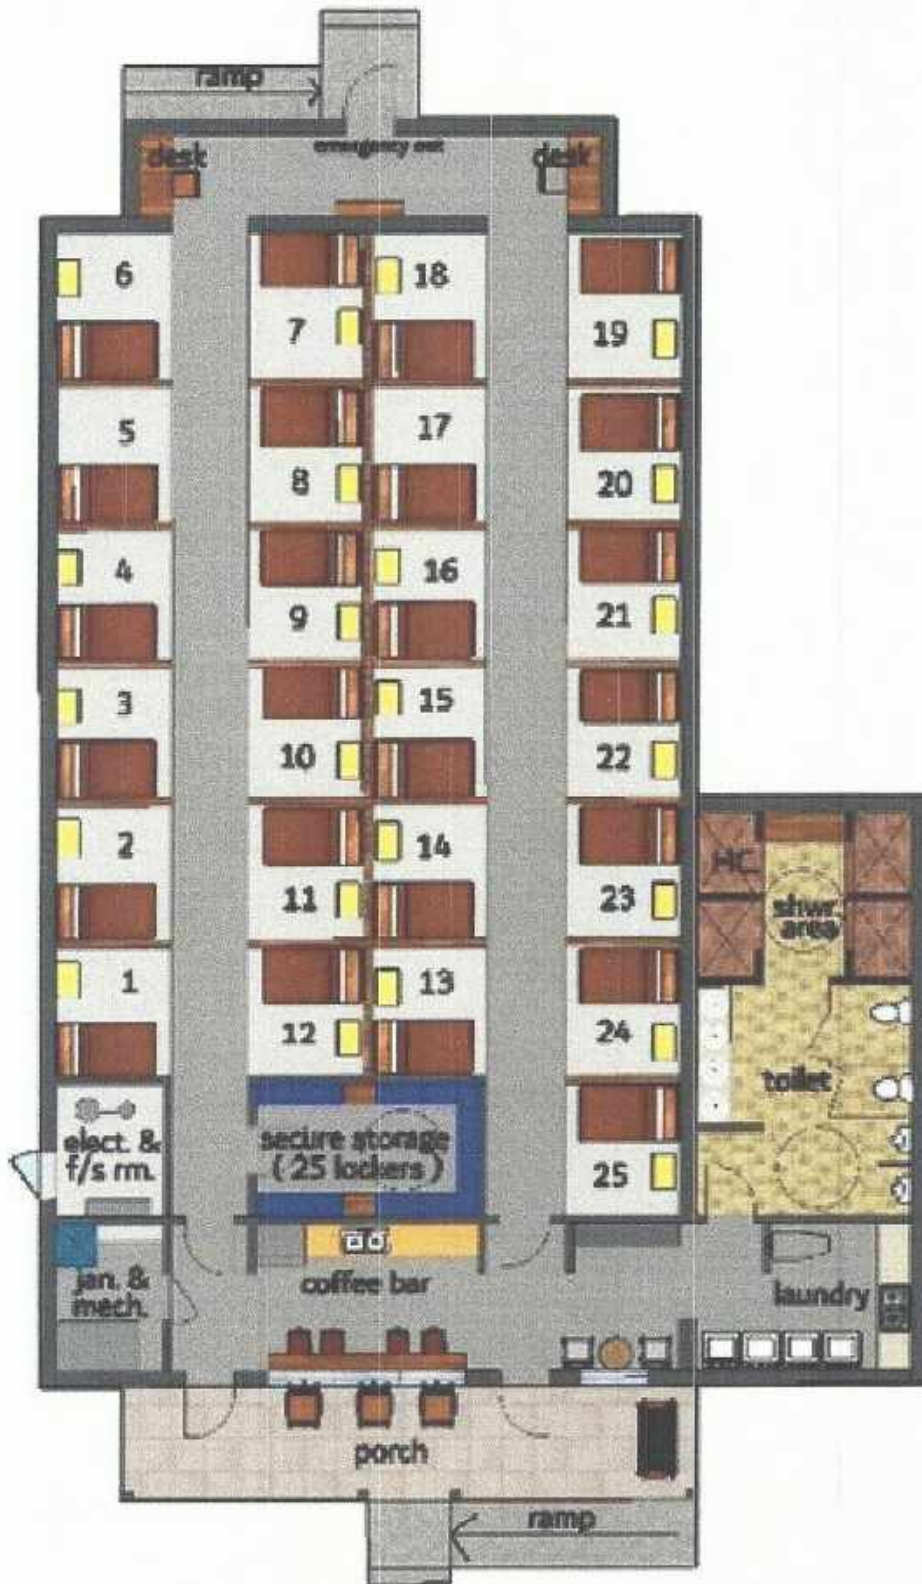 ramp
desk
emergency exit
desk
6
18
7
19
5
17
8
20
4
16
9
21
3
15
10
22
2
14
HC
11
23
shwr.
area
1
13
12
24
toilet
elect. &
f/s rm.
secure storage
( 25 lockers )
25
jan. &
mech.
coffee bar
laundry
porch
ramp